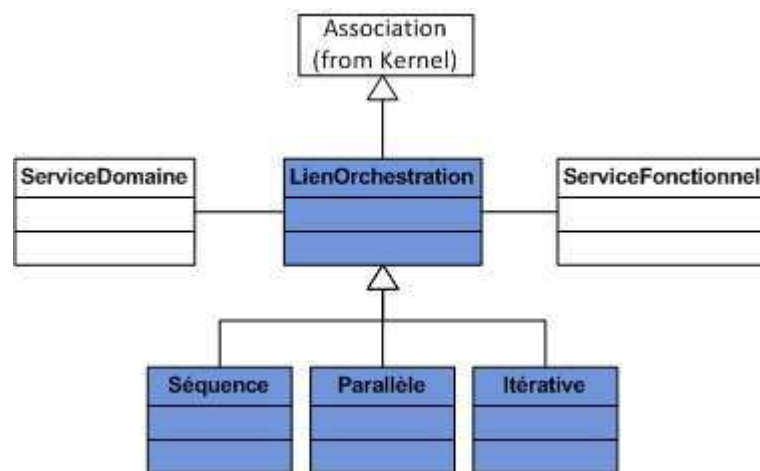 Association
(from Kernel)
ServiceDomaine
LienOrchestration
ServiceFonctionnel
Séquence
Parallèle
Itérative